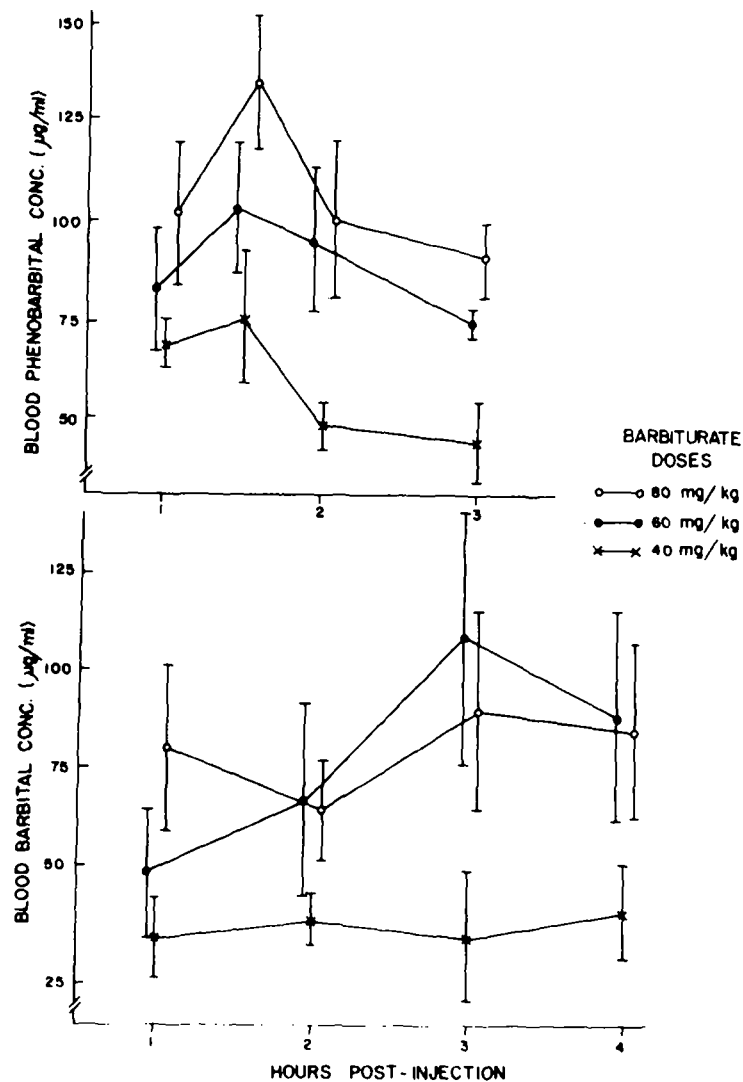 150
125
100
75
50
BLOOD PHENOBARBITAL CONC. (µg/ml)
1
2
3
BARBITURATE
DOSES
80 mg/kg
60 mg/kg
40 mg/kg
125
100
75
50
25
BLOOD BARBITAL CONC. (µg/ml)
1
2
3
4
HOURS POST-INJECTION